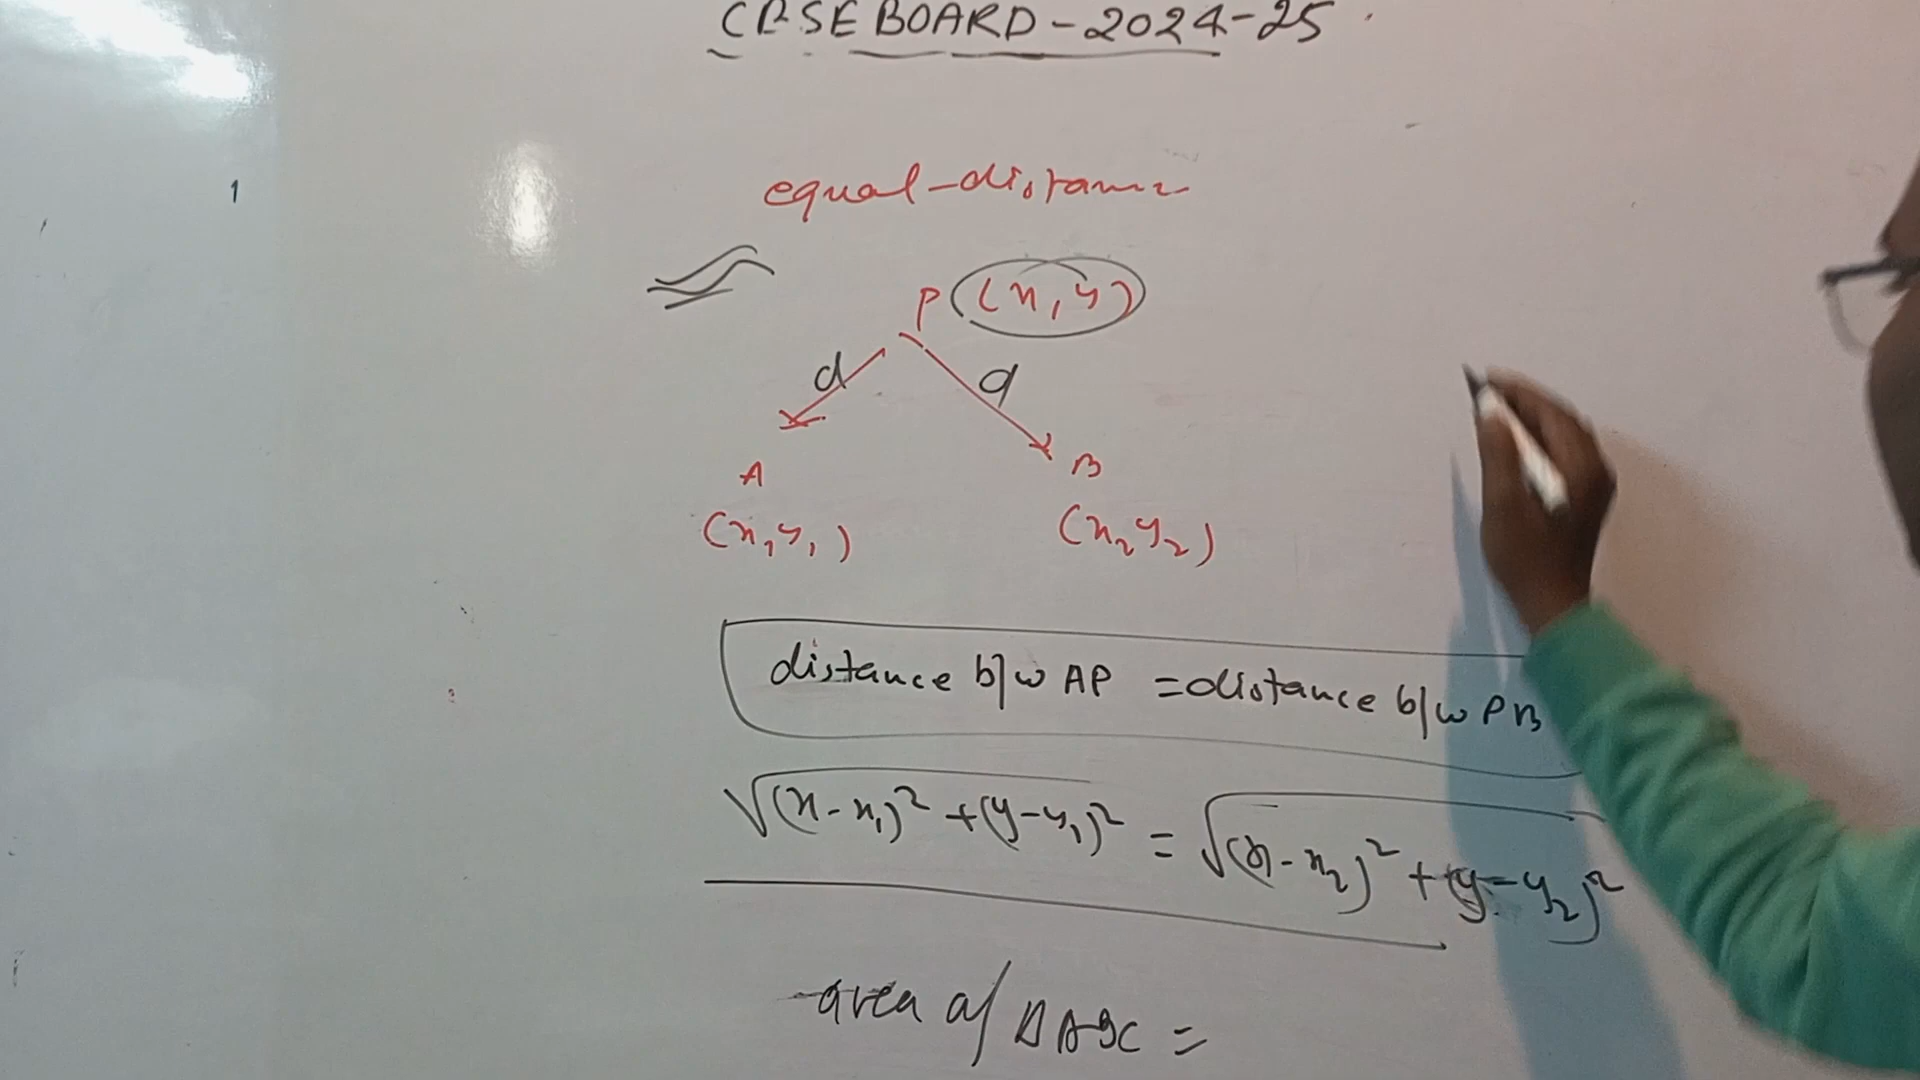 CBSE BOARD - 2024-25
1
equal-distance
P (x, y)
d d
A B
(x₁ y₁) (x₂ y₂)
distance b/w AP = distance b/w PB
√(x-x₁)² + (y-y₁)² = √(x-x₂)² + (y-y₂)²
area of Δ ABC =